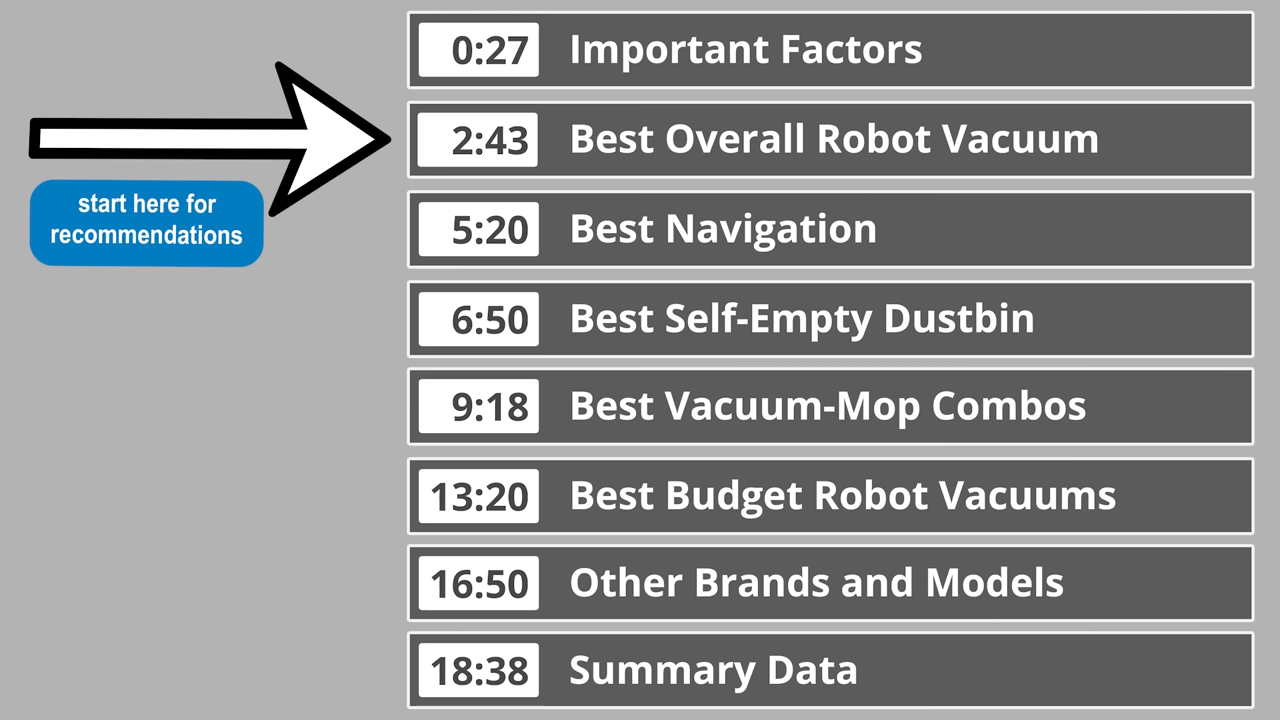 0:27 Important Factors
2:43 Best Overall Robot Vacuum
start here for
recommendations
5:20 Best Navigation
6:50 Best Self-Empty Dustbin
9:18 Best Vacuum-Mop Combos
13:20 Best Budget Robot Vacuums
16:50 Other Brands and Models
18:38 Summary Data